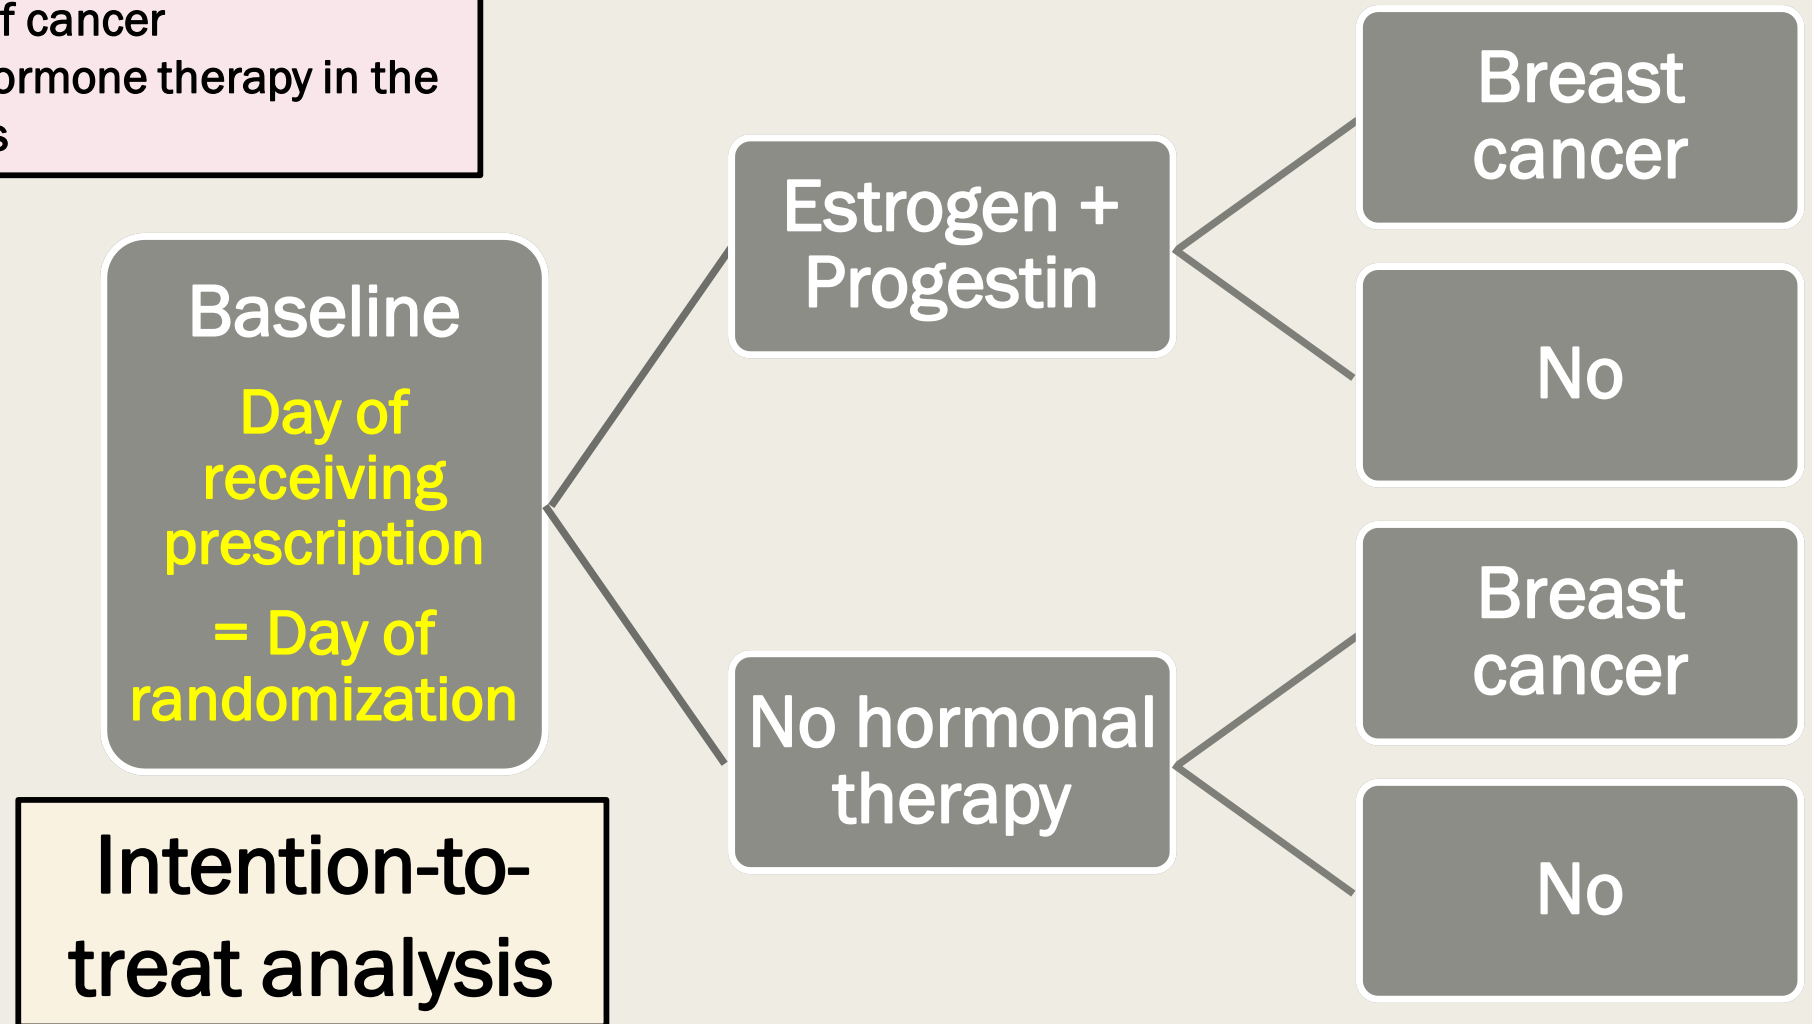 f cancer
ormone therapy in the
s
Baseline
Day of
receiving
prescription
= Day of
randomization
Intention-to-
treat analysis
Estrogen +
Progestin
No hormonal
therapy
Breast
cancer
No
Breast
cancer
No